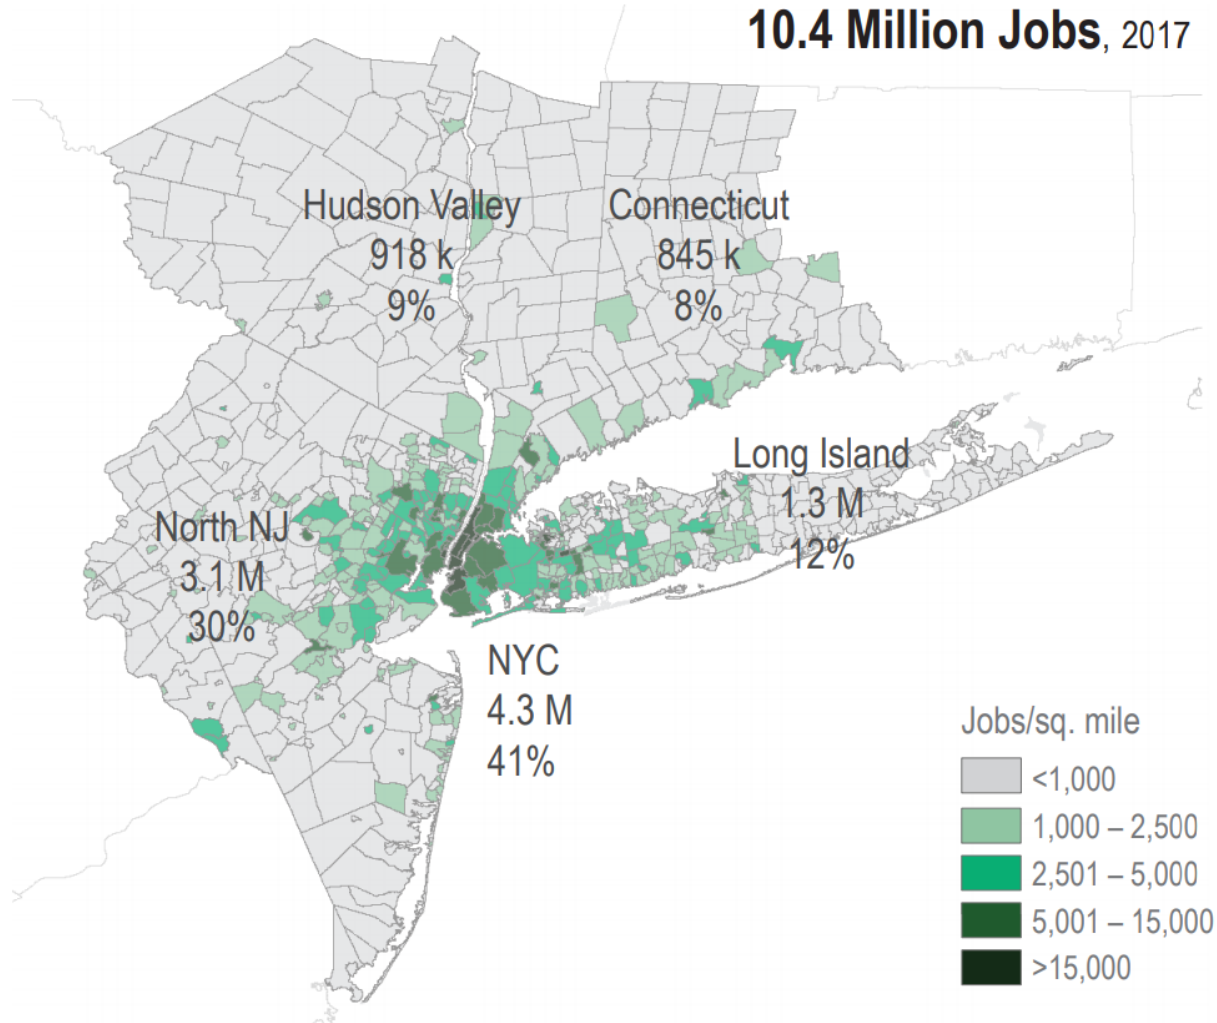 10.4 Million Jobs, 2017
Hudson Valley
918 k
9%
Connecticut
845 k
8%
Long Island
1.3 M
12%
North NJ
3.1 M
30%
NYC
4.3 M
41%
Jobs/sq. mile
<1,000
1,000 – 2,500
2,501 – 5,000
5,001 – 15,000
>15,000